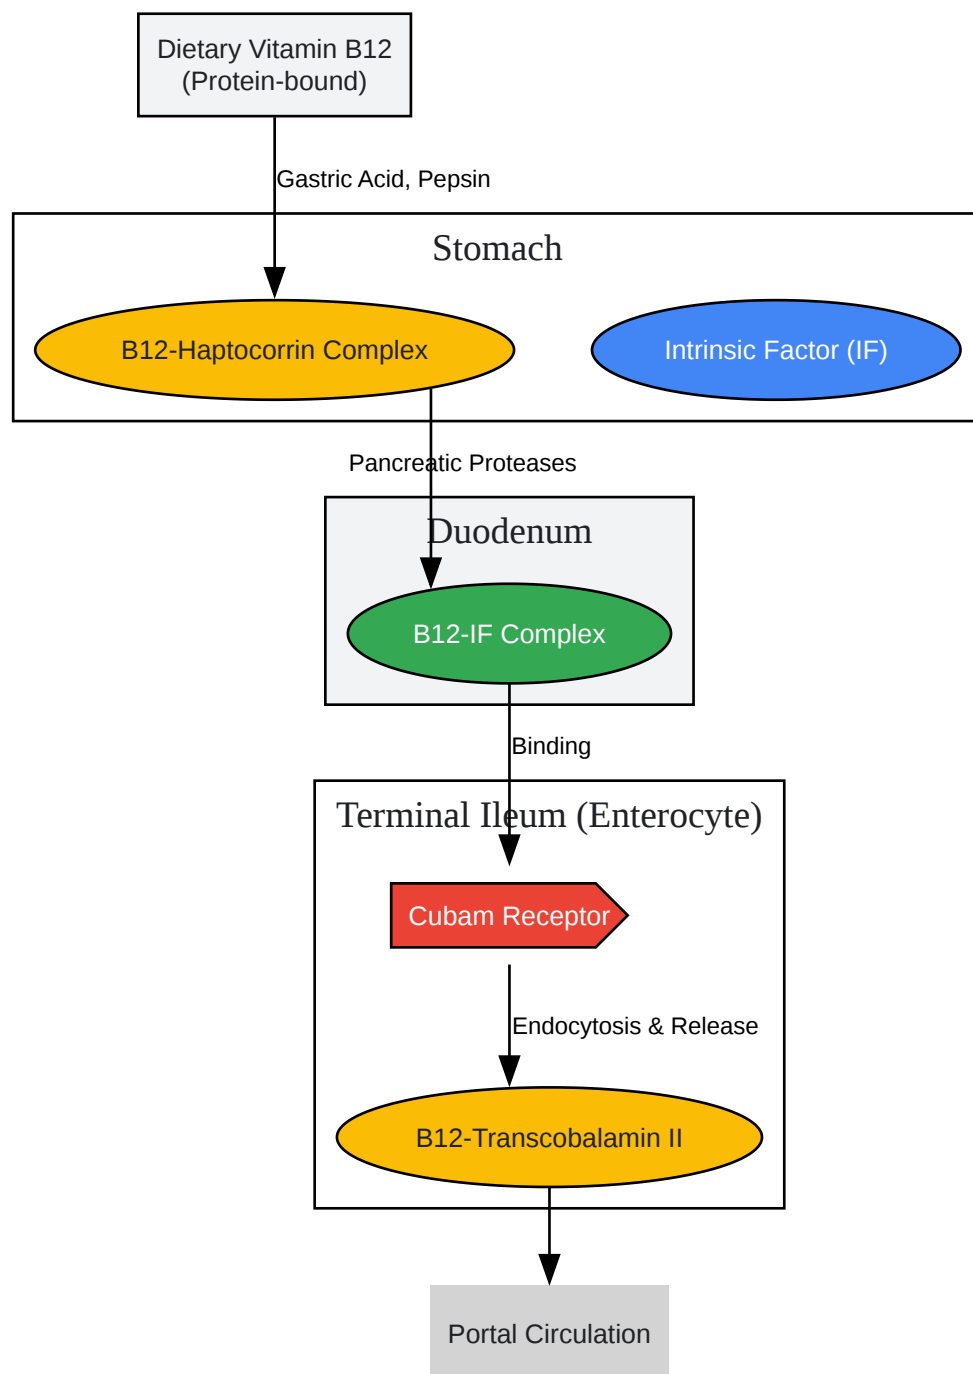 Dietary Vitamin B12
(Protein-bound)
Gastric Acid, Pepsin
Stomach
B12-Haptocorrin Complex
Intrinsic Factor (IF)
Pancreatic Proteases
Duodenum
B12-IF Complex
Binding
Terminal Ileum (Enterocyte)
Cubam Receptor
Endocytosis & Release
B12-Transcobalamin II
Portal Circulation